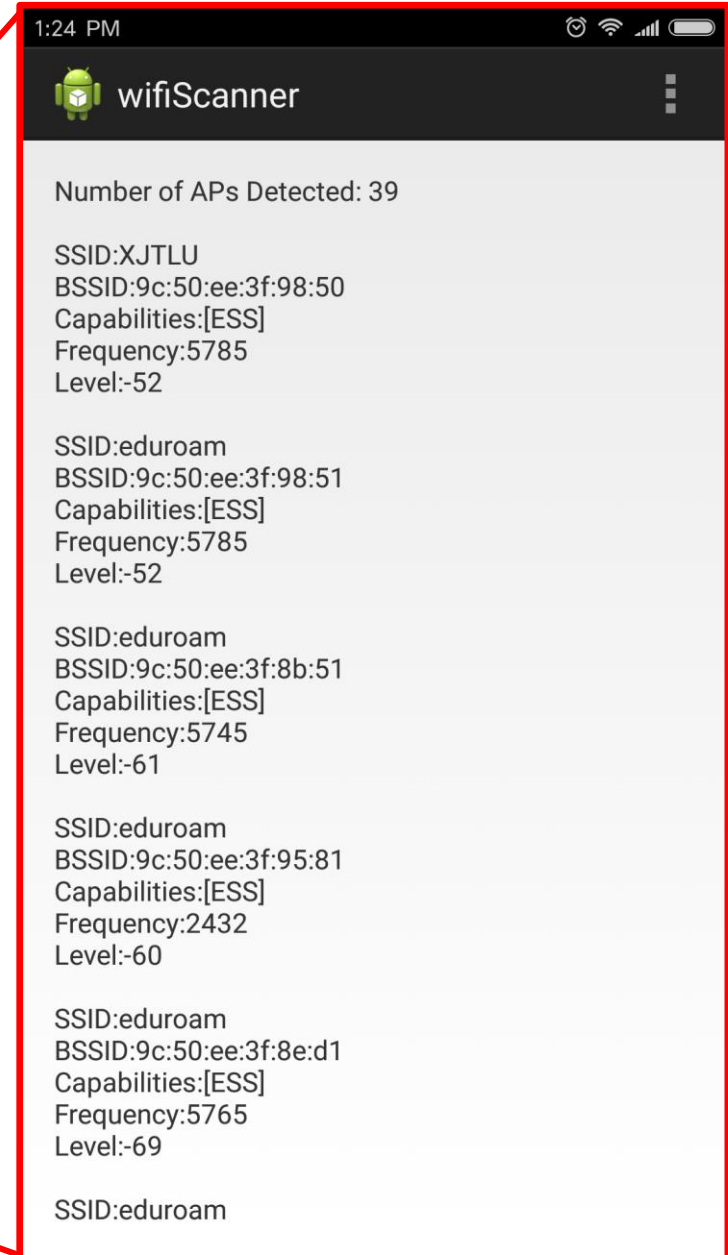 1:24 PM
wifiScanner
Number of APs Detected: 39
SSID:XJTLU
BSSID:9c:50:ee:3f:98:50
Capabilities:[ESS]
Frequency:5785
Level:-52
SSID:eduroam
BSSID:9c:50:ee:3f:98:51
Capabilities:[ESS]
Frequency:5785
Level:-52
SSID:eduroam
BSSID:9c:50:ee:3f:8b:51
Capabilities:[ESS]
Frequency:5745
Level:-61
SSID:eduroam
BSSID:9c:50:ee:3f:95:81
Capabilities:[ESS]
Frequency:2432
Level:-60
SSID:eduroam
BSSID:9c:50:ee:3f:8e:d1
Capabilities:[ESS]
Frequency:5765
Level:-69
SSID:eduroam